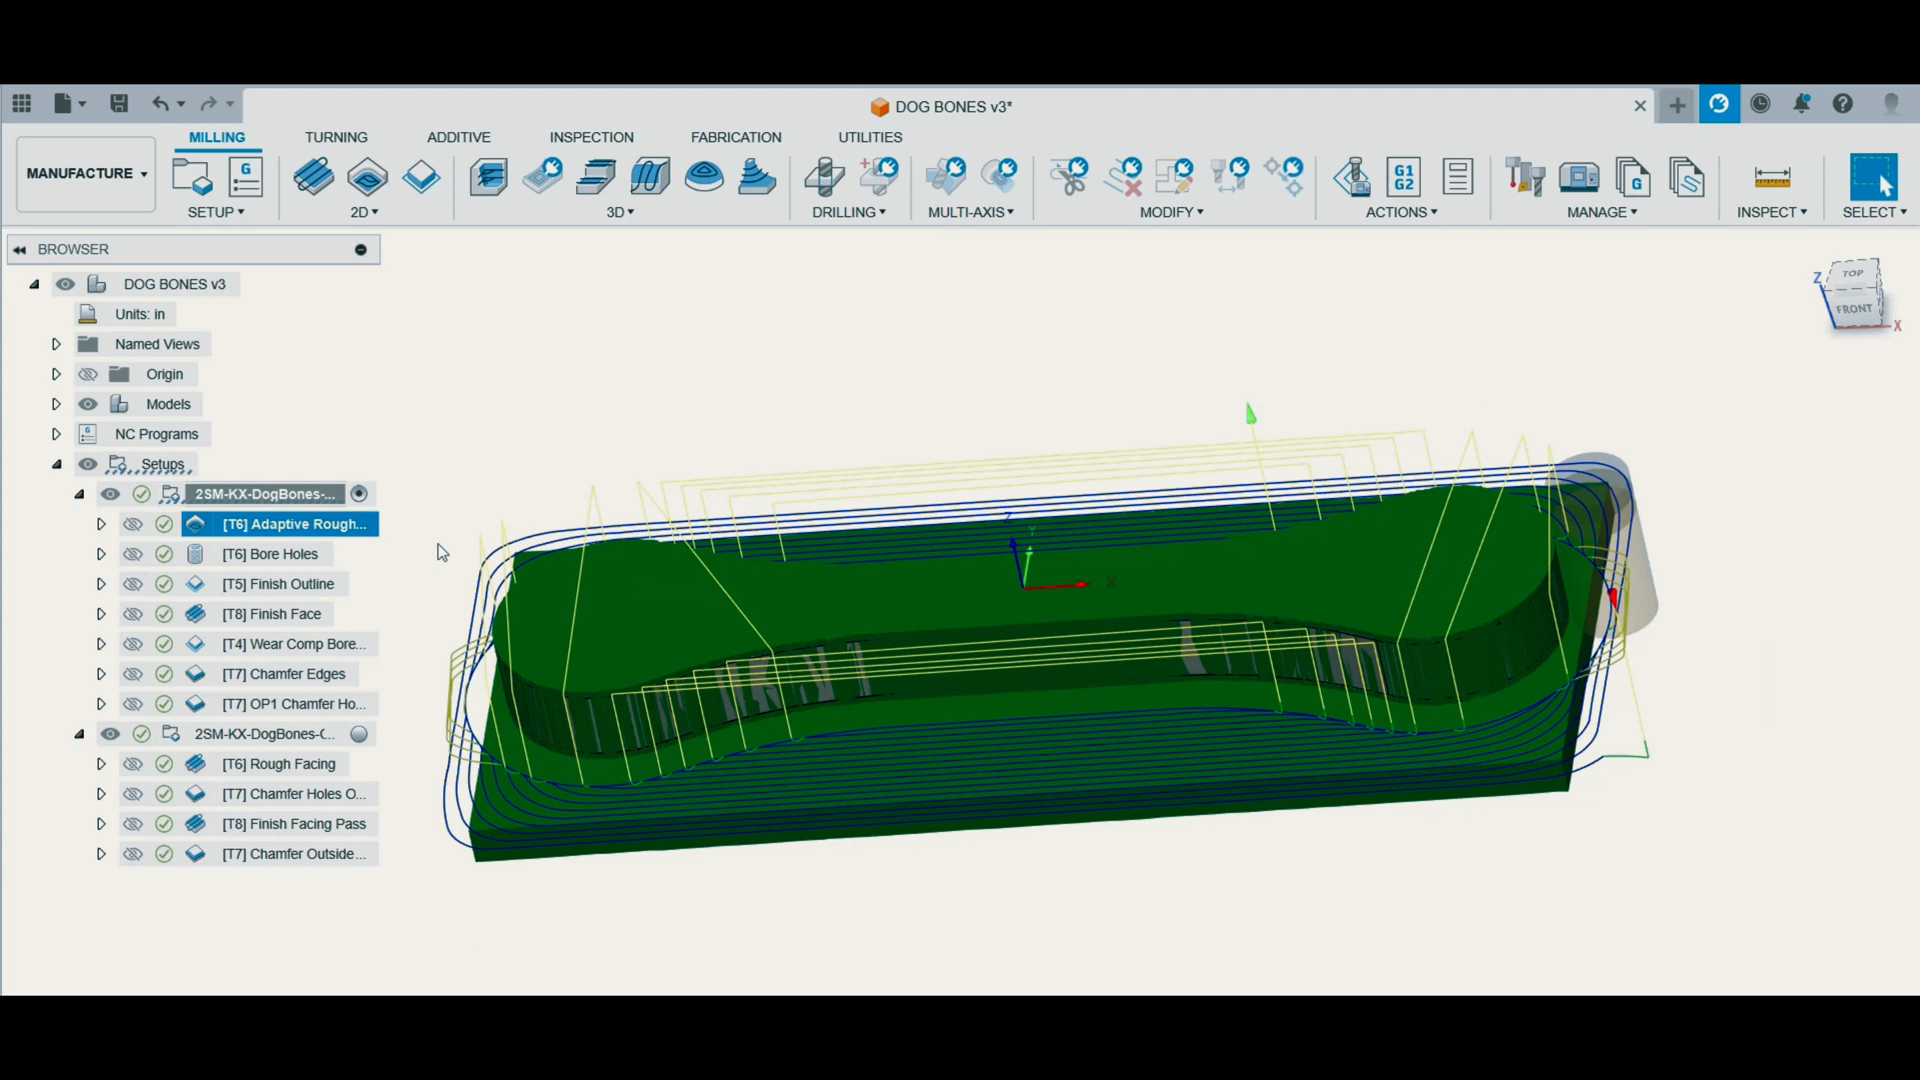 DOG BONES v3*
MILLING TURNING ADDITIVE INSPECTION FABRICATION UTILITIES
MANUFACTURE
G
G1
G2
G
SETUP 2D 3D DRILLING MULTI-AXIS MODIFY ACTIONS MANAGE INSPECT SELECT
BROWSER
DOG BONES v3
Units: in
Named Views
Origin
Models
NC Programs
Setups
2SM-KX-DogBones-...
[T6] Adaptive Rough...
[T6] Bore Holes
[T5] Finish Outline
[T8] Finish Face
[T4] Wear Comp Bore...
[T7] Chamfer Edges
[T7] OP1 Chamfer Ho...
2SM-KX-DogBones-(...
[T6] Rough Facing
[T7] Chamfer Holes O...
[T8] Finish Facing Pass
[T7] Chamfer Outside...
Z
TOP
FRONT
X
Z
Y
X